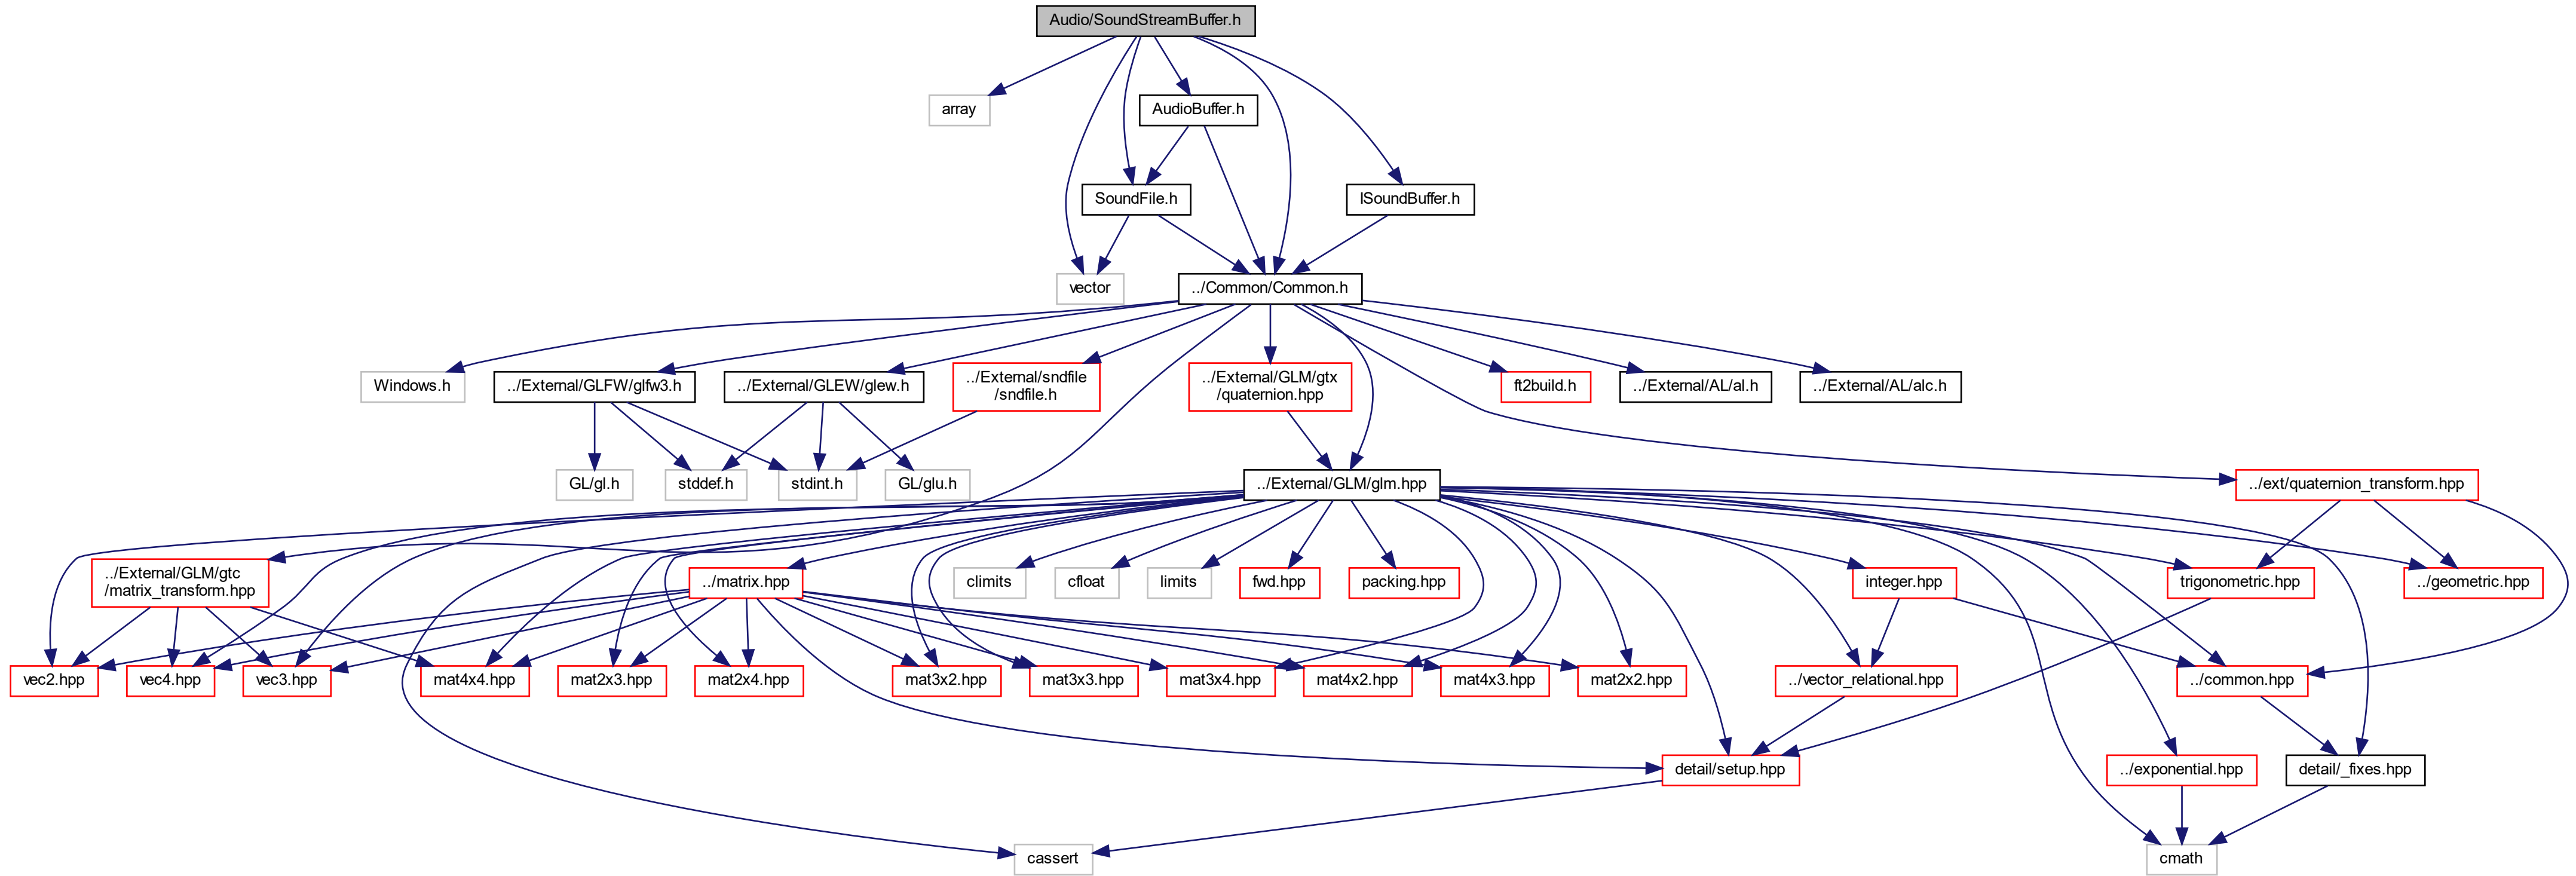 Audio/SoundStreamBuffer.h
array
AudioBuffer.h
SoundFile.h
ISoundBuffer.h
vector
../Common/Common.h
Windows.h
../External/GLFW/glfw3.h
../External/GLEW/glew.h
../External/sndfile
/sndfile.h
../External/GLM/gtx
/quaternion.hpp
ft2build.h
../External/AL/al.h
../External/AL/alc.h
GL/gl.h
stddef.h
stdint.h
GL/glu.h
../External/GLM/glm.hpp
../ext/quaternion_transform.hpp
../External/GLM/gtc
/matrix_transform.hpp
../matrix.hpp
climits
cfloat
limits
fwd.hpp
packing.hpp
integer.hpp
trigonometric.hpp
../geometric.hpp
vec2.hpp
vec4.hpp
vec3.hpp
mat4x4.hpp
mat2x3.hpp
mat2x4.hpp
mat3x2.hpp
mat3x3.hpp
mat3x4.hpp
mat4x2.hpp
mat4x3.hpp
mat2x2.hpp
../vector_relational.hpp
../common.hpp
detail/setup.hpp
../exponential.hpp
detail/_fixes.hpp
cassert
cmath